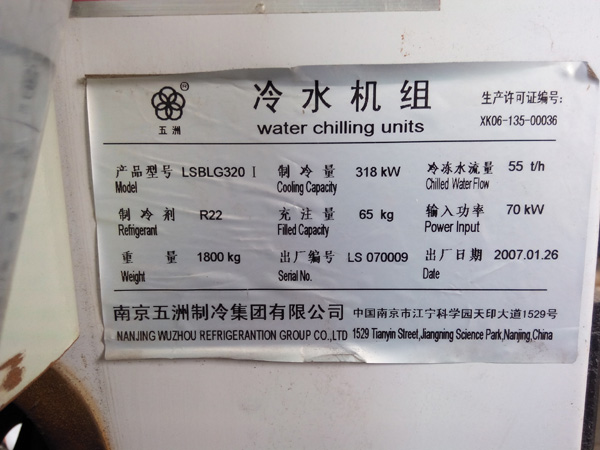 五洲
®
冷水机组
water chilling units
生产许可证编号:
XK06-135-00036
产品型号 LSBLG320 Ⅰ 制冷量 318 kW 冷冻水流量 55 t/h
Model Cooling Capacity Chilled Water Flow
制冷剂 R22 充注量 65 kg 输入功率 70 kW
Refrigerant Filled Capacity Power Input
重量 1800 kg 出厂编号 LS 070009 出厂日期 2007.01.26
Weight Serial No. Date
南京五洲制冷集团有限公司 中国南京市江宁科学园天印大道1529号
NANJING WUZHOU REFRIGERANTION GROUP CO.,LTD 1529 Tianyin Street,Jiangning Science Park,Nanjing,China